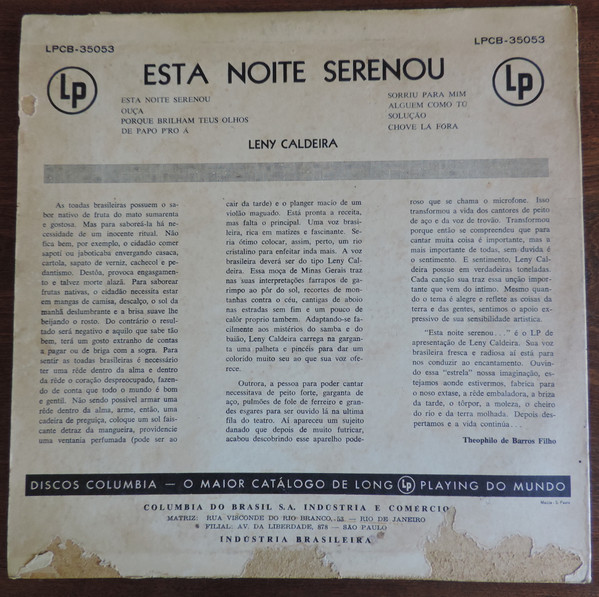 LPCB-35053
LPCB-35053
Lp
ESTA NOITE SERENOU
Lp
ESTA NOITE SERENOU
OUÇA
PORQUE BRILHAM TEUS OLHOS
DE PAPO P'RO A
SORRIU PARA MIM
ALGUEM COMO TÚ
SOLUÇÃO
CHOVE LA FORA
LENY CALDEIRA
As toadas brasileiras possuem o sa-
bor nativo de fruta do mato sumarenta
e gostosa. Mas para saboreá-la há ne-
cessidade de um inocente ritual. Não
fica bem, por exemplo, o cidadão comer
sapoti ou jaboticaba envergando casaca,
cartola, sapato de verniz, cachecol e pe-
dantismo. Destôa, provoca engasgamen-
to e talvez morte alará. Para saborear
frutas nativas, o cidadão necessita estar
em mangas de camisa, descalço, o sol da
manhã deslumbrante e a brisa suave lhe
beijando o rosto. Do contrário o resul-
tado será negativo e aquilo que sabe tão
bem, terá um gosto extranho de contas
a pagar ou de briga com a sogra. Para
sentir as toadas brasileiras é necessário
ter uma rêde dentro da alma e dentro
da rêde o coração despreocupado, fazen-
do de conta que todo o mundo é bom
e gentil. Não sendo possível armar uma
rêde dentro da alma, arme, então, uma
cadeira de preguiça, coloque um sol fais-
cante detraz da mangueira, providencie
uma ventania perfumada (pode ser ao
cair da tarde) e o planger macio de um
violão maguado. Está pronta a receita,
mas falta o principal. Uma voz brasi-
leira, rica em matizes e fascinante. Se-
ria ótimo colocar, assim, perto, um rio
cristalino para enfeitar inda mais. A voz
brasileira deverá ser do tipo Leny Cal-
deira. Essa moça de Minas Gerais traz
nas suas interpretações farrapos de ga-
rimpo ao pôr do sol, recortes de mon-
tanhas contra o céu, cantigas de aboio
nas estradas sem fim e um pouco de
calôr proprio tambem. Adaptando-se fa-
cilmente aos mistérios do samba e do
baião, Leny Caldeira carrega na gargan-
ta uma palheta e pincéis para dar um
colorido muito seu ao que sua voz ofe-
rece.
Outrora, a pessoa para poder cantar
necessitava de peito forte, garganta de
aço, pulmões de fole de ferreiro e gran-
des esgares para ser ouvido lá na ultima
fila do teatro. Aí apareceu um sujeito
danado que depois de muito futricar,
acabou descobrindo esse aparelho pode-
roso que se chama o microfone. Isso
transformou a vida dos cantores de peito
de aço e da voz de trovão. Transformou
porque então se compreendeu que para
cantar muita coisa é importante, mas a
mais importante de todas, sem duvida é
o sentimento. E sentimento, Leny Cal-
deira posue em verdadeiras toneladas.
Cada canção sua traz essa unção impor-
tante que vem do intimo. Mesmo quan-
do o tema é alegre e reflete as coisas da
terra e das gentes, sentimos o apoio ex-
pressivo de sua sensibilidade artistica.
"Esta noite serenou..." é o LP de
apresentação de Leny Caldeira. Sua voz
brasileira fresca e radiosa aí está para
nos conduzir ao encantamento. Ouvin-
do essa "estrela" nossa imaginação, es-
tejamos aonde estivermos, fabrica para
o noso extase, a rêde embaladora, a briza
da tarde, o tôrpor, a moleza, o cheiro
do rio e da terra molhada. Depois des-
pertamos e a vida continúa...
Theophilo de Barros Filho
DISCOS COLUMBIA — O MAIOR CATÁLOGO DE LONG Lp PLAYING DO MUNDO
COLUMBIA DO BRASIL S.A. INDÚSTRIA E COMÉRCIO
MATRIZ: RUA VISCONDE DO RIO BRANCO, 53 — RIO DE JANEIRO
FILIAL: AV. DA LIBERDADE, 878 — SÃO PAULO
INDÚSTRIA BRASILEIRA